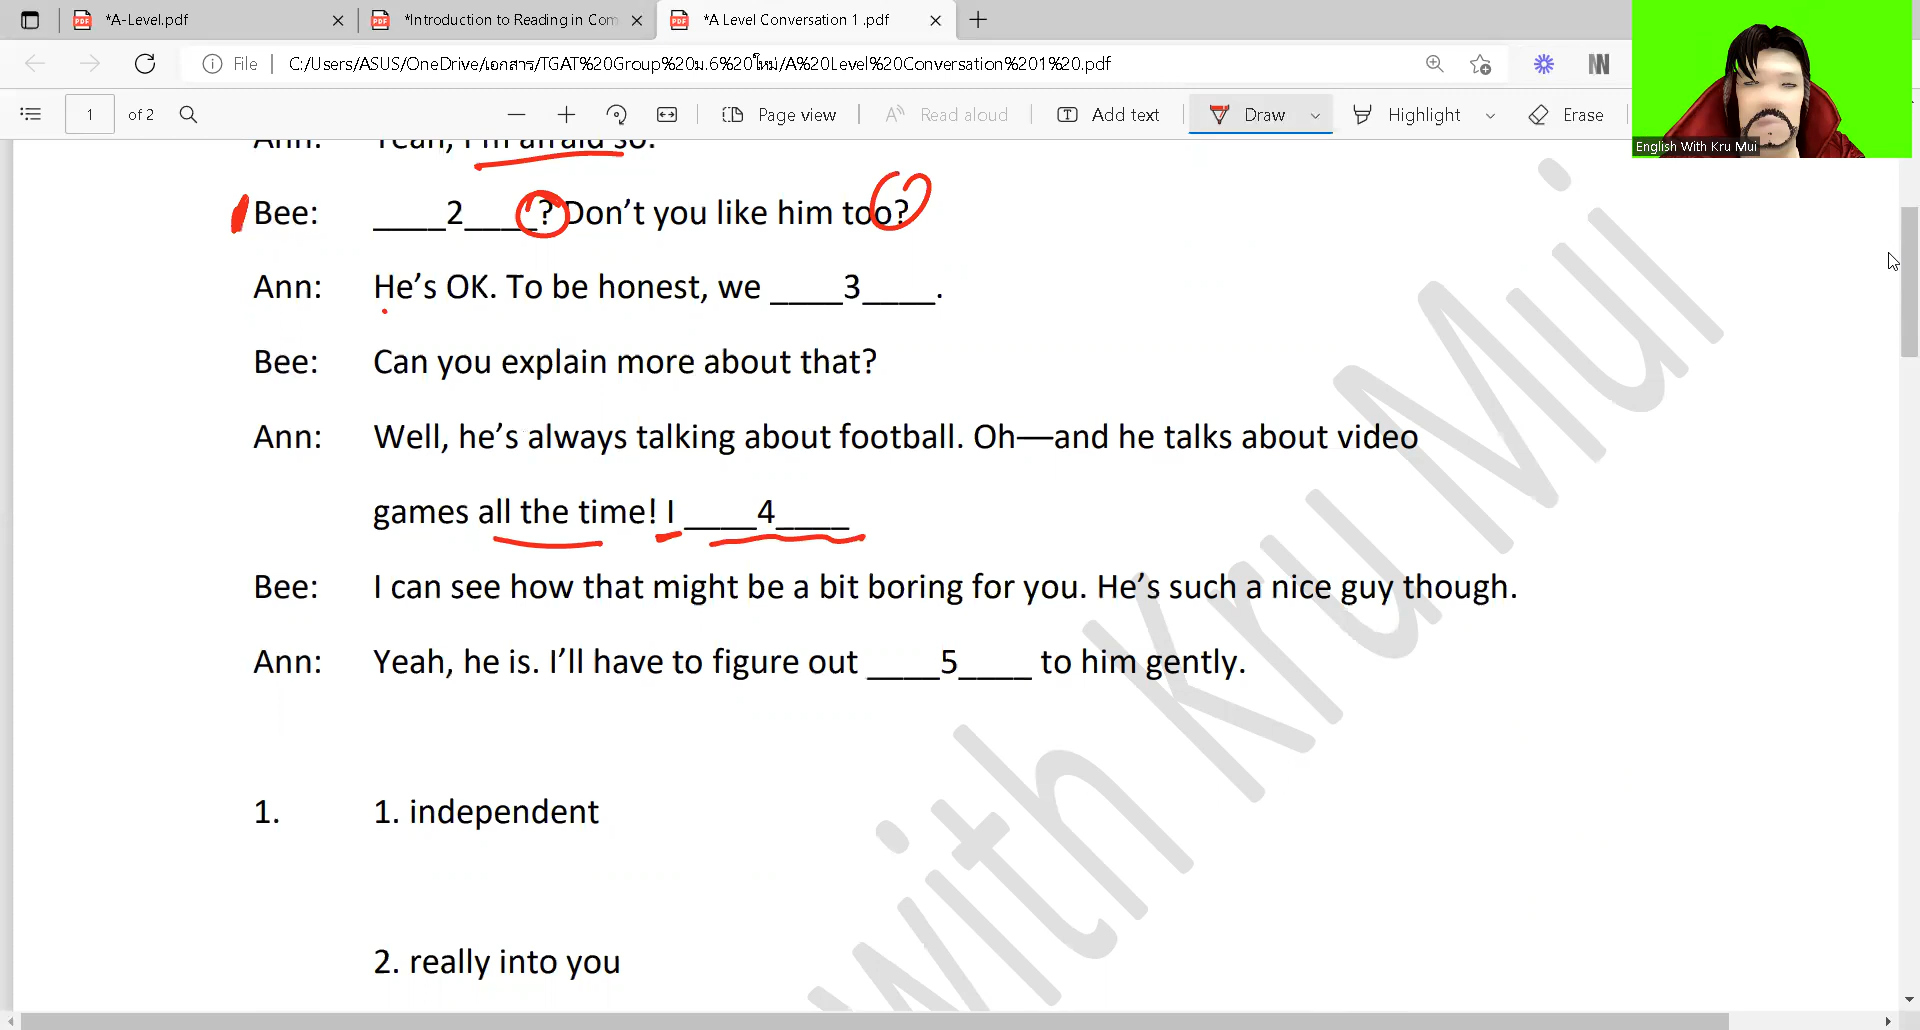 *A-Level.pdf
*Introduction to Reading in Com
*A Level Conversation 1 .pdf
File
C:/Users/ASUS/OneDrive/เอกสาร/TGAT%20Group%20ม.6%20ใหม่/A%20Level%20Conversation%201%20.pdf
1 of 2
Page view
Read aloud
Add text
Draw
Highlight
Erase
English With Kru Mui
Ann: Yeah, I'm afraid so.
Bee: ____2____? Don’t you like him too?
Ann: He’s OK. To be honest, we ____3____.
Bee: Can you explain more about that?
Ann: Well, he’s always talking about football. Oh—and he talks about video
games all the time! I ____4____
Bee: I can see how that might be a bit boring for you. He’s such a nice guy though.
Ann: Yeah, he is. I’ll have to figure out ____5____ to him gently.
1. 1. independent
2. really into you
with Kru Mui